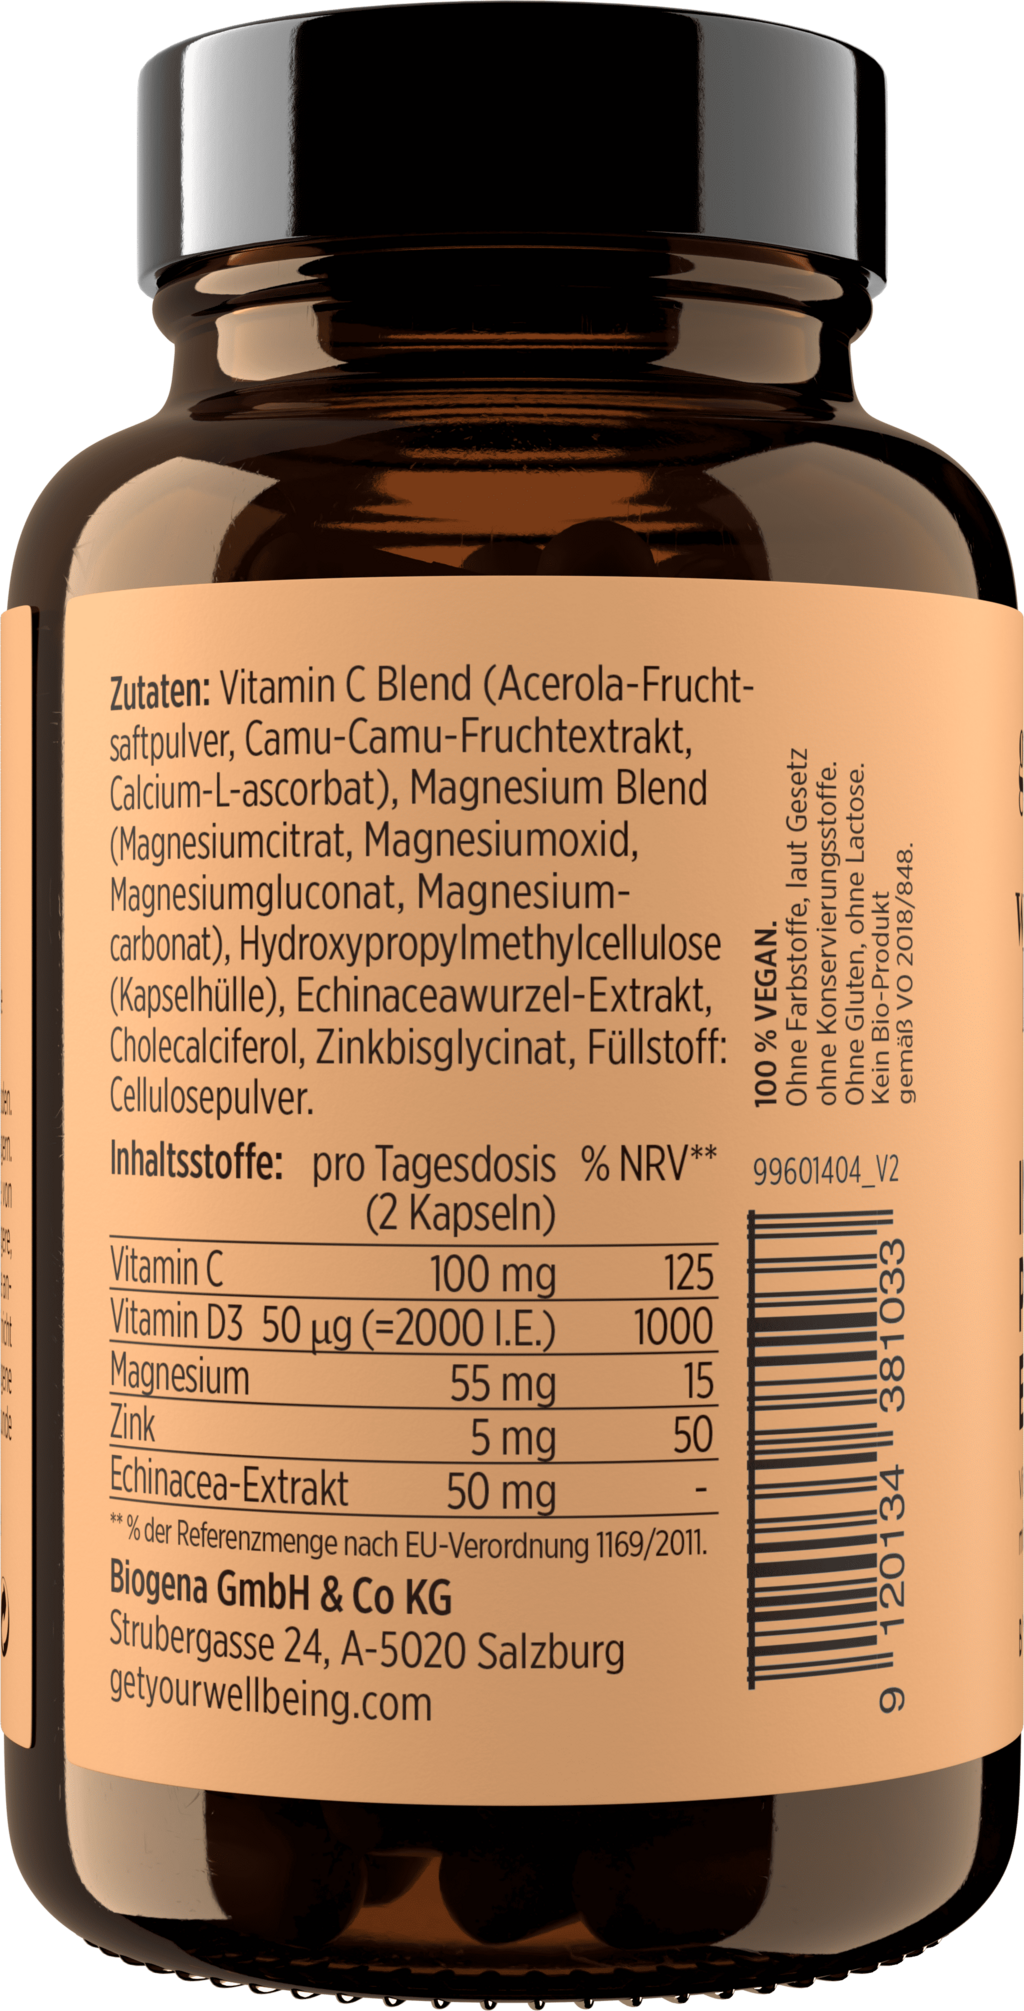 Zutaten: Vitamin C Blend (Acerola-Frucht-
saftpulver, Camu-Camu-Fruchtextrakt,
Calcium-L-ascorbat), Magnesium Blend
(Magnesiumcitrat, Magnesiumoxid,
Magnesiumgluconat, Magnesium-
carbonat), Hydroxypropylmethylcellulose
(Kapselhülle), Echinaceawurzel-Extrakt,
Cholecalciferol, Zinkbisglycinat, Füllstoff:
Cellulosepulver.
Inhaltsstoffe: pro Tagesdosis % NRV**
(2 Kapseln)
Vitamin C 100 mg 125
Vitamin D3 50 µg (=2000 I.E.) 1000
Magnesium 55 mg 15
Zink 5 mg 50
Echinacea-Extrakt 50 mg -
** % der Referenzmenge nach EU-Verordnung 1169/2011.
Biogena GmbH & Co KG
Strubergasse 24, A-5020 Salzburg
getyourwellbeing.com
100 % VEGAN.
Ohne Farbstoffe, laut Gesetz
ohne Konservierungsstoffe.
Ohne Gluten, ohne Lactose.
Kein Bio-Produkt
gemäß VO 2018/848.
99601404_V2
9 120134 381033